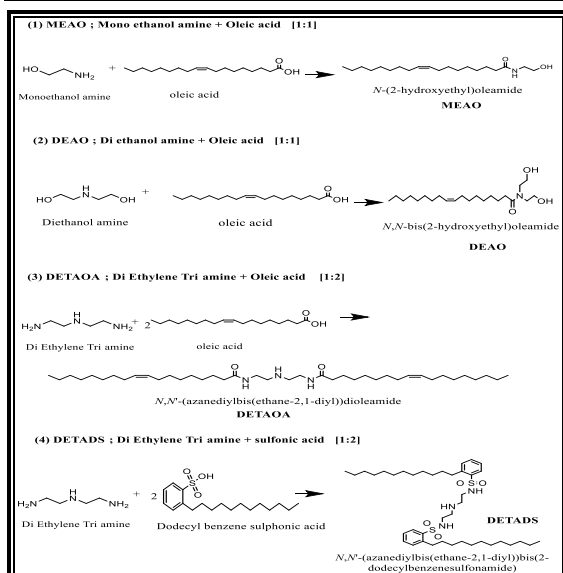 (1) MEAO ; Mono ethanol amine + Oleic acid [1:1]
HO NH2 + O OH O N H OH
Monoethanol amine
oleic acid
N-(2-hydroxyethyl)oleamide
MEAO
(2) DEAO ; Di ethanol amine + Oleic acid [1:1]
HO H N OH + O OH OH N OH O
Diethanol amine
oleic acid
N,N-bis(2-hydroxyethyl)oleamide
DEAO
(3) DETAOA ; Di Ethylene Tri amine + Oleic acid [1:2]
H2N H N NH2 + 2 O OH
Di Ethylene Tri amine
oleic acid
O N H H N N H O
N,N'-(azanediylbis(ethane-2,1-diyl))dioleamide
DETAOA
(4) DETADS ; Di Ethylene Tri amine + sulfonic acid [1:2]
H2N H N NH2 + 2 O S OH O O S O NH HN O S NH O
Di Ethylene Tri amine
Dodecyl benzene sulphonic acid
DETADS
N,N'-(azanediylbis(ethane-2,1-diyl))bis(2-
dodecylbenzenesulfonamide)